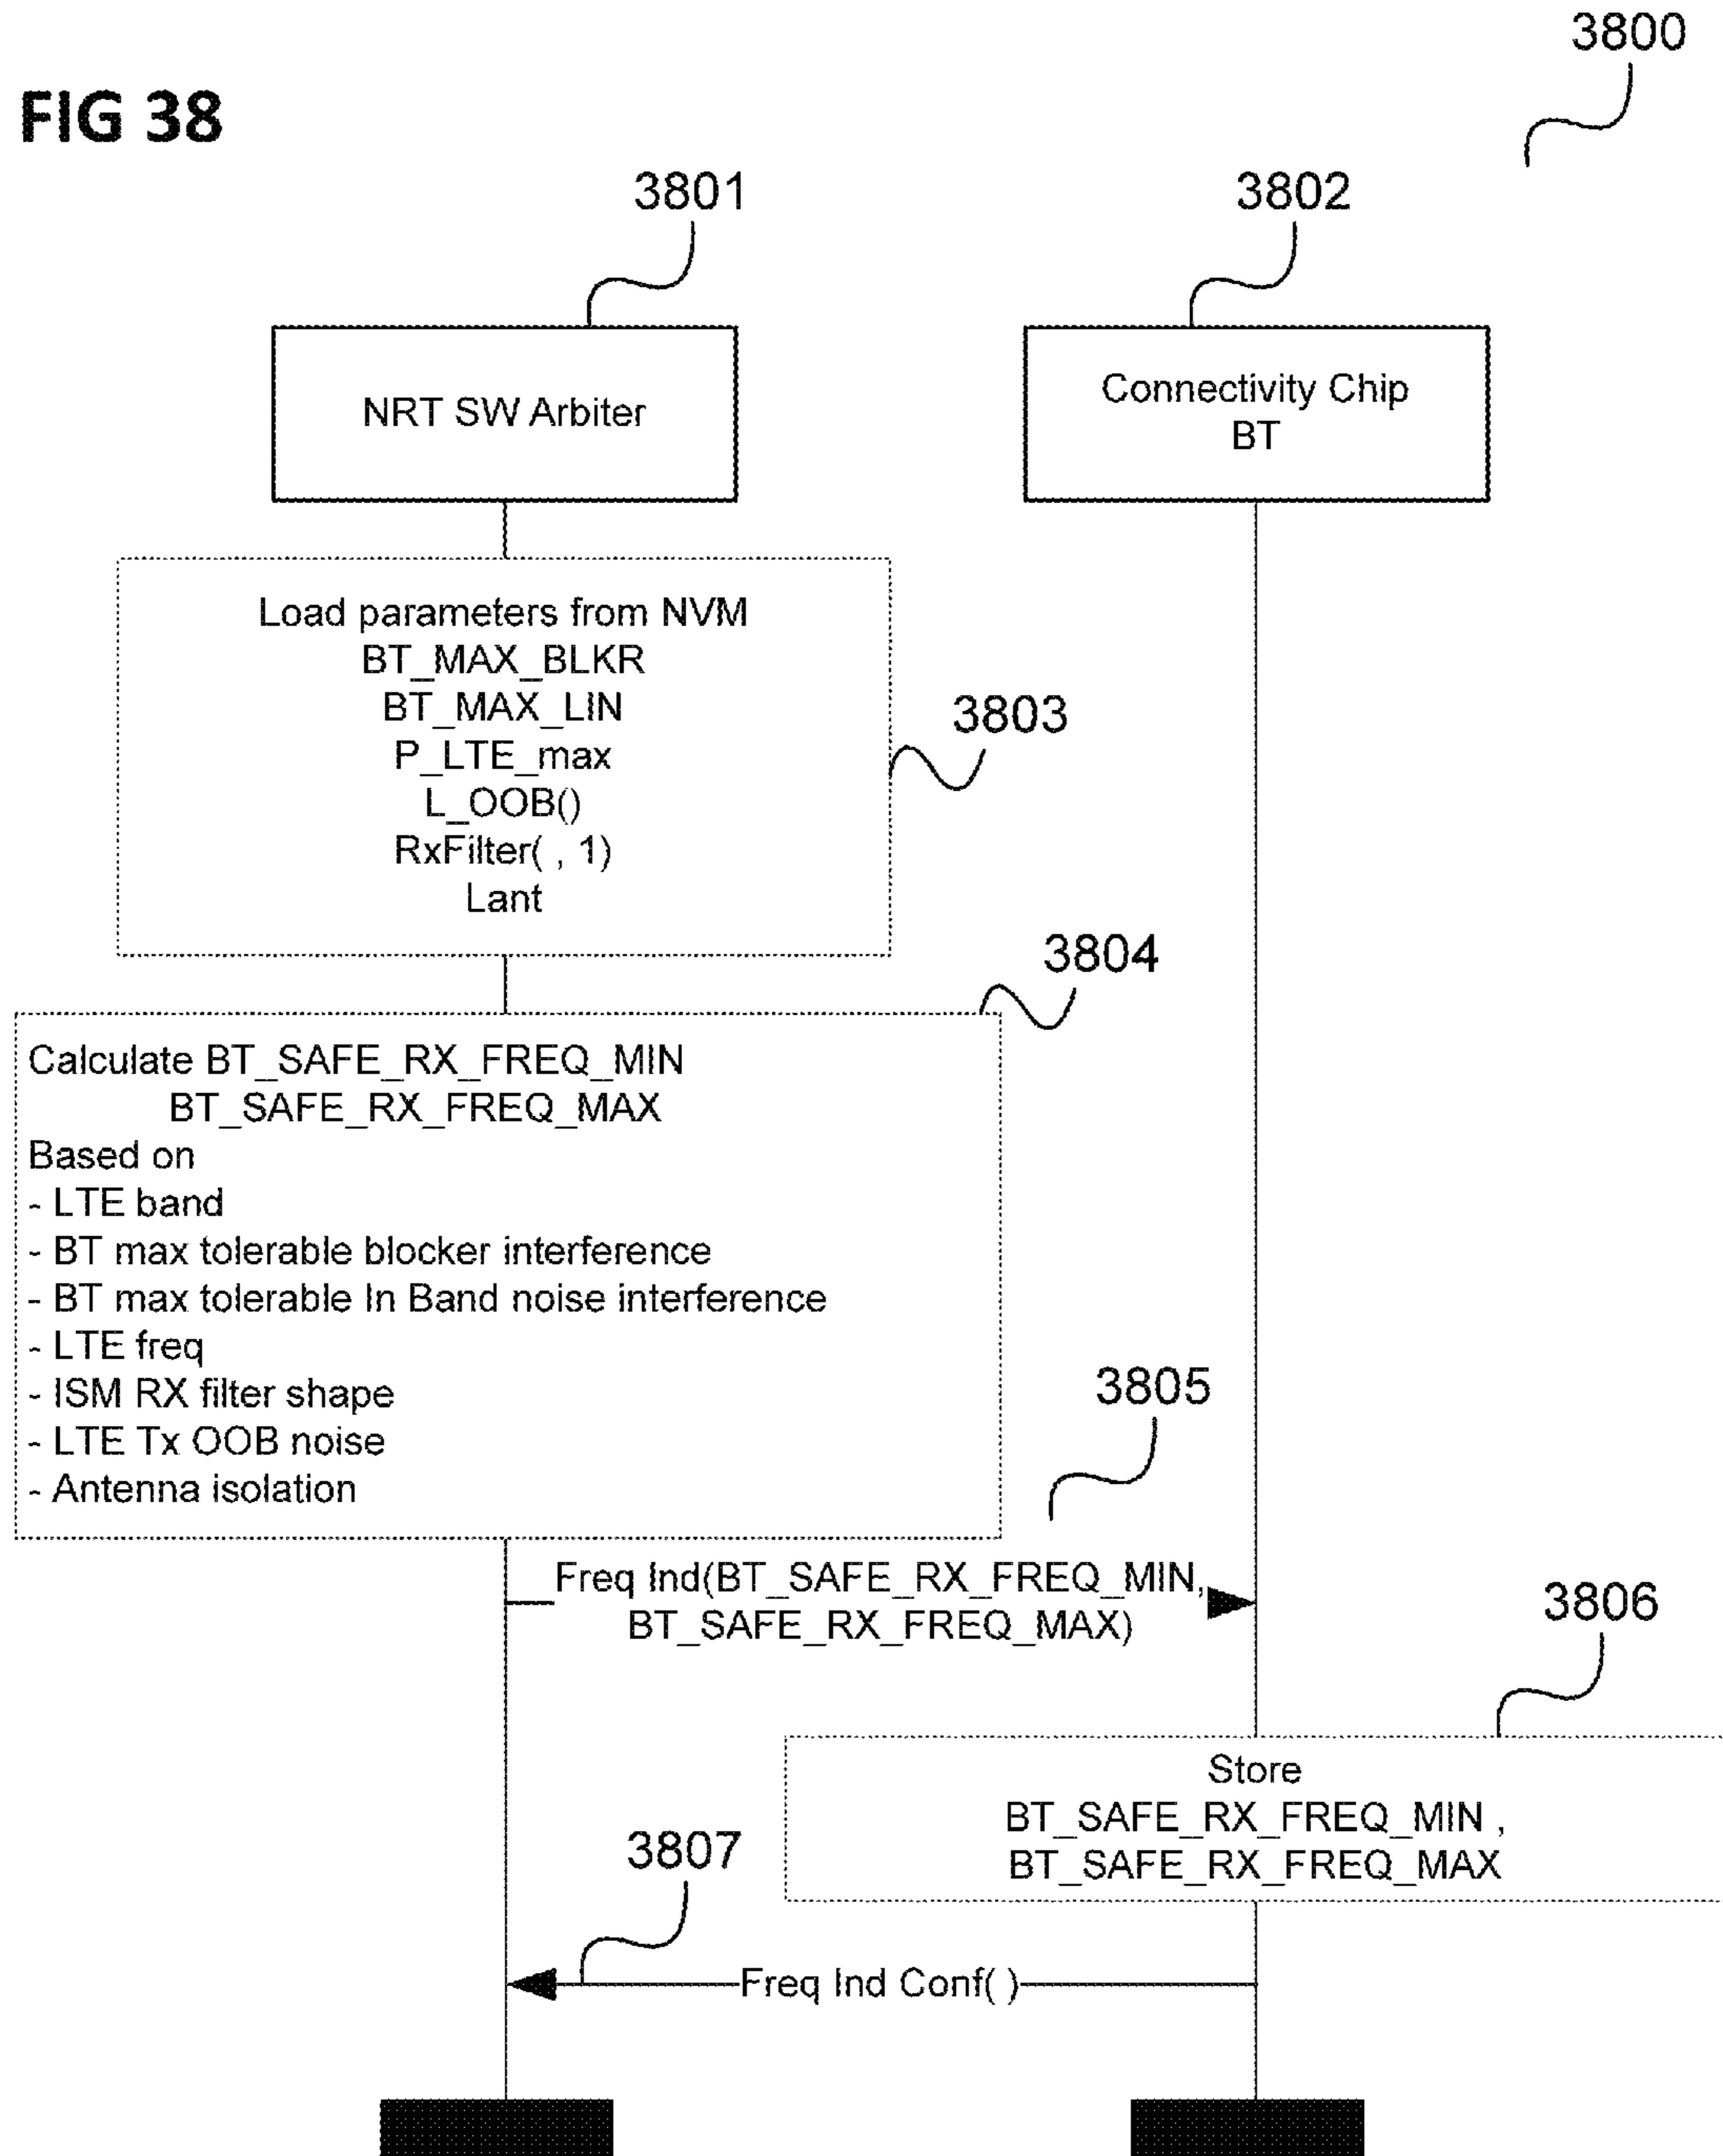 3800
FIG 38
3801
3802
NRT SW Arbiter
Connectivity Chip
BT
Load parameters from NVM
BT_MAX_BLKR
BT_MAX_LIN
P_LTE_max
L_OOB()
RxFilter( , 1)
Lant
3803
3804
Calculate BT_SAFE_RX_FREQ_MIN
BT_SAFE_RX_FREQ_MAX
Based on
- LTE band
- BT max tolerable blocker interference
- BT max tolerable In Band noise interference
- LTE freq
- ISM RX filter shape
- LTE Tx OOB noise
- Antenna isolation
3805
Freq Ind(BT_SAFE_RX_FREQ_MIN,
BT_SAFE_RX_FREQ_MAX)
3806
Store
BT_SAFE_RX_FREQ_MIN ,
BT_SAFE_RX_FREQ_MAX
3807
Freq Ind Conf( )